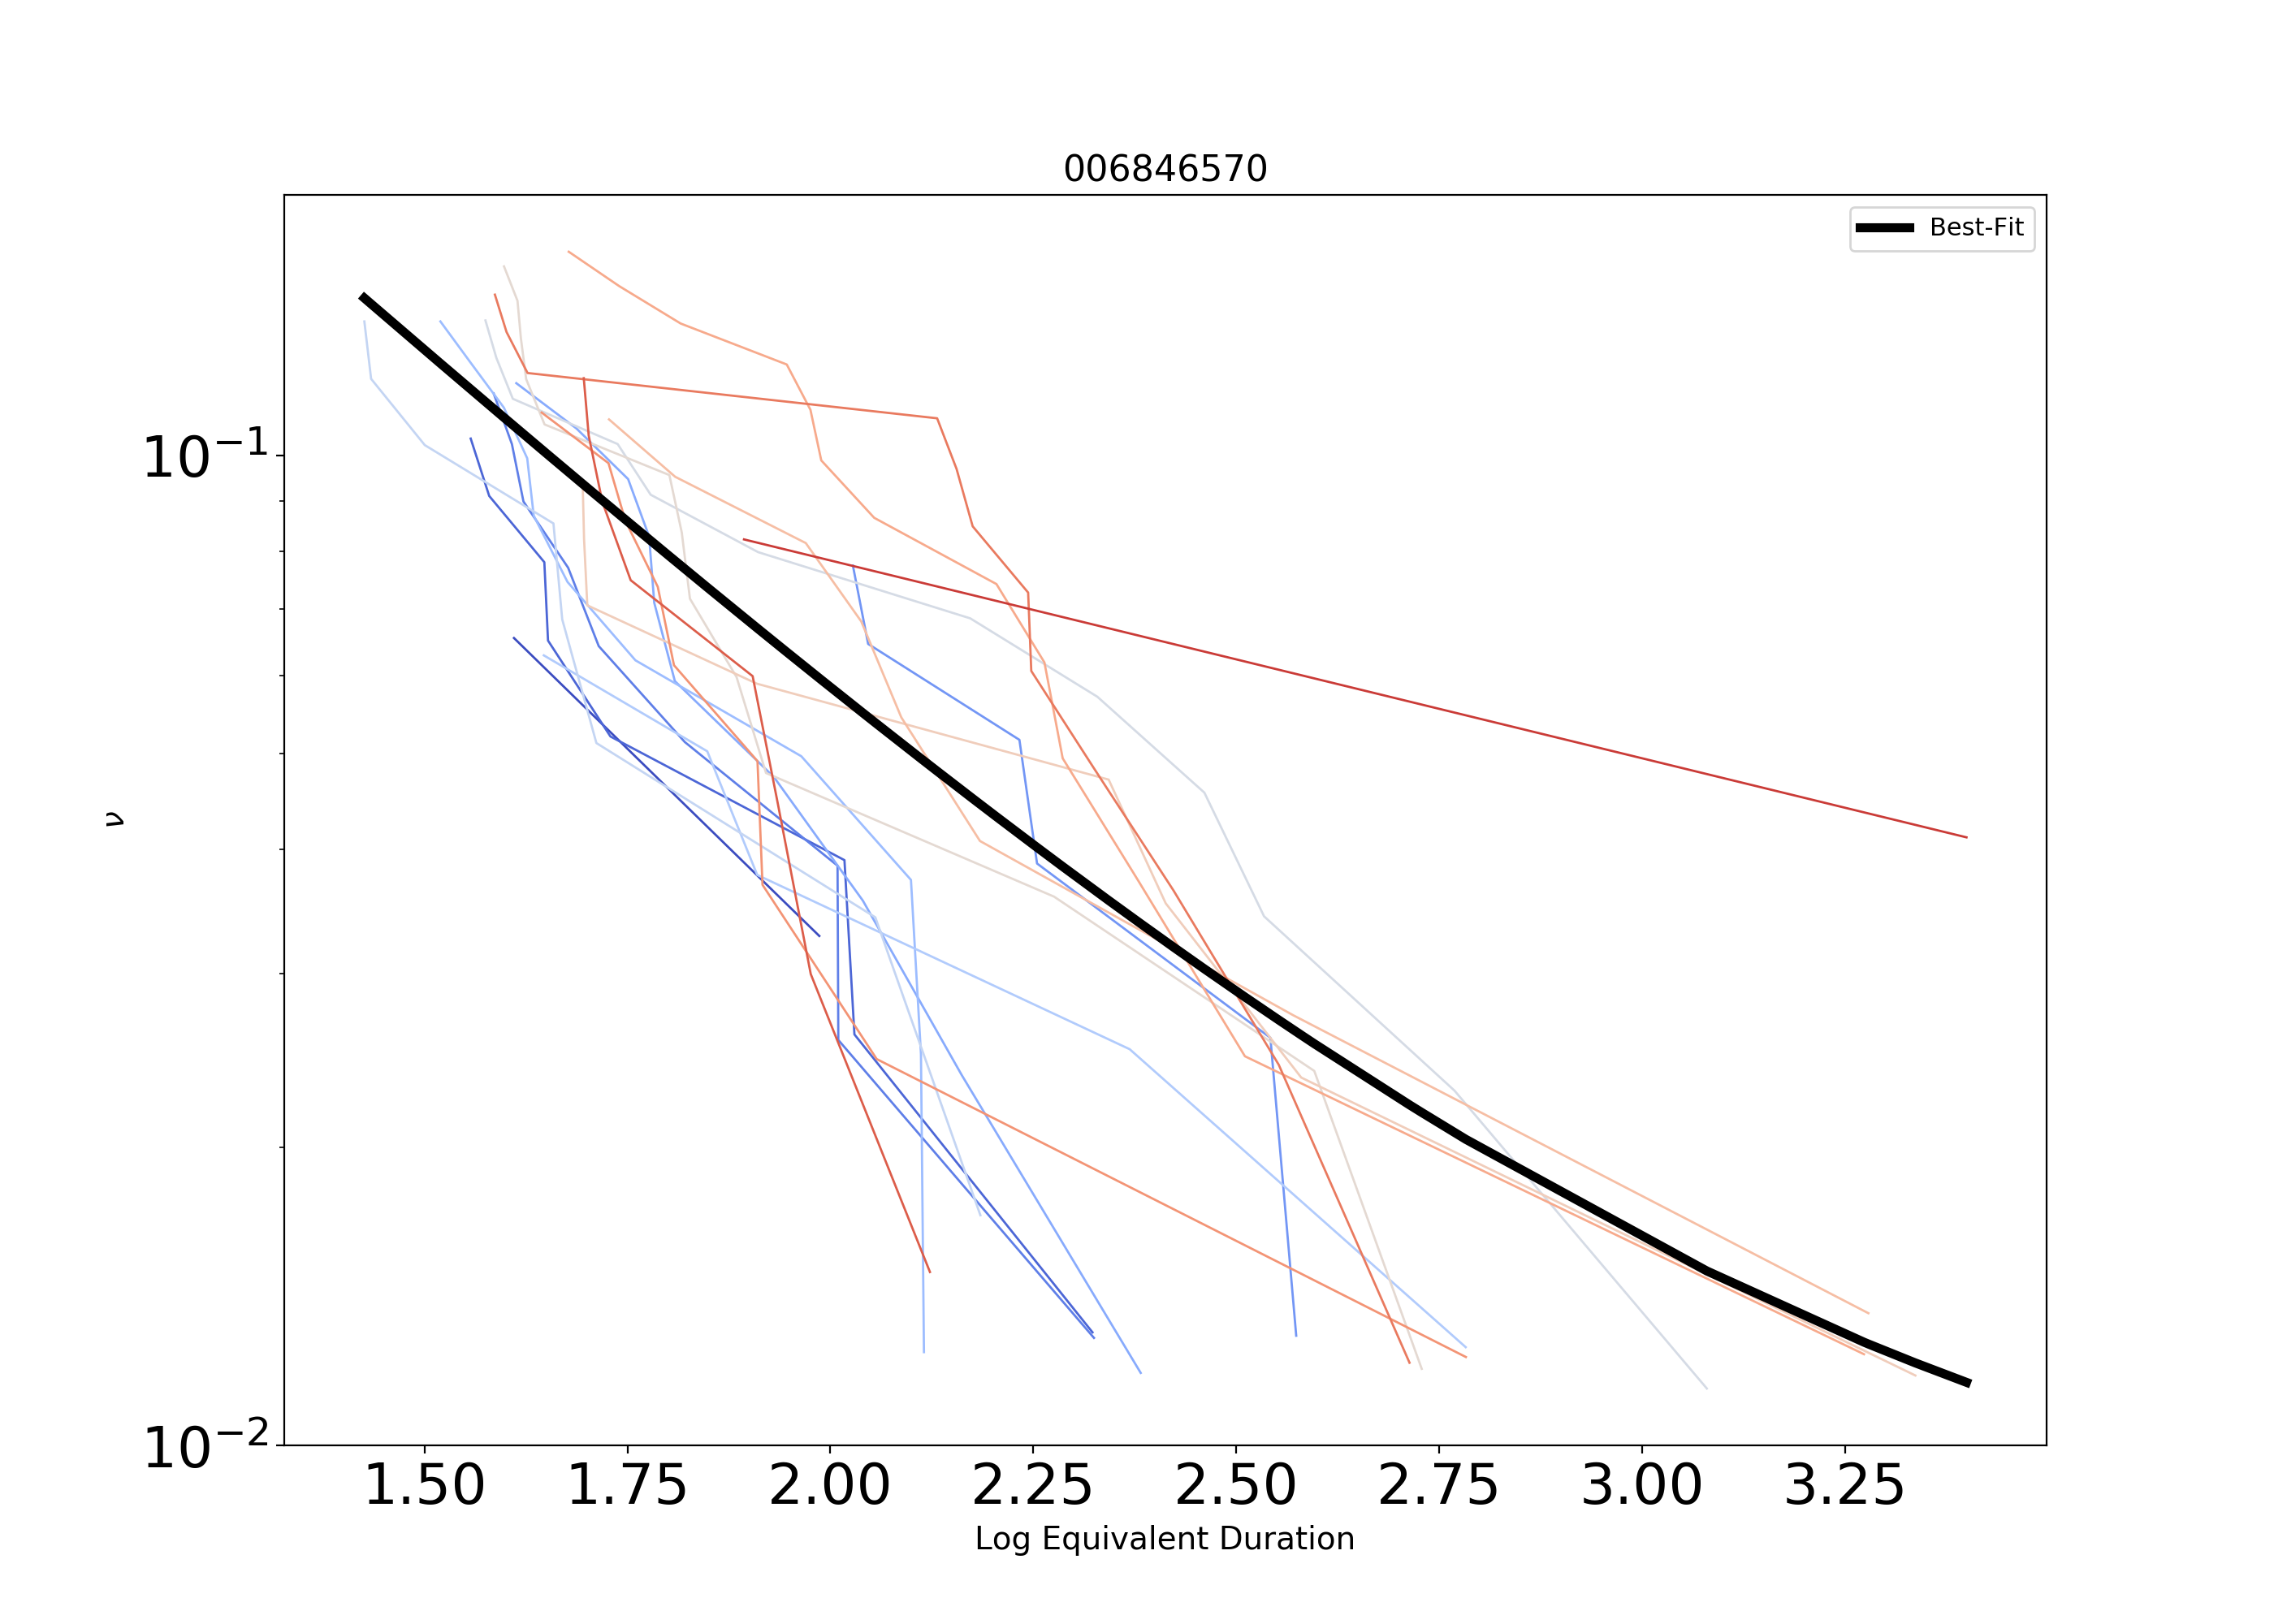 006846570
Best-Fit
10⁻¹
ν
10⁻²
1.50 1.75 2.00 2.25 2.50 2.75 3.00 3.25
Log Equivalent Duration